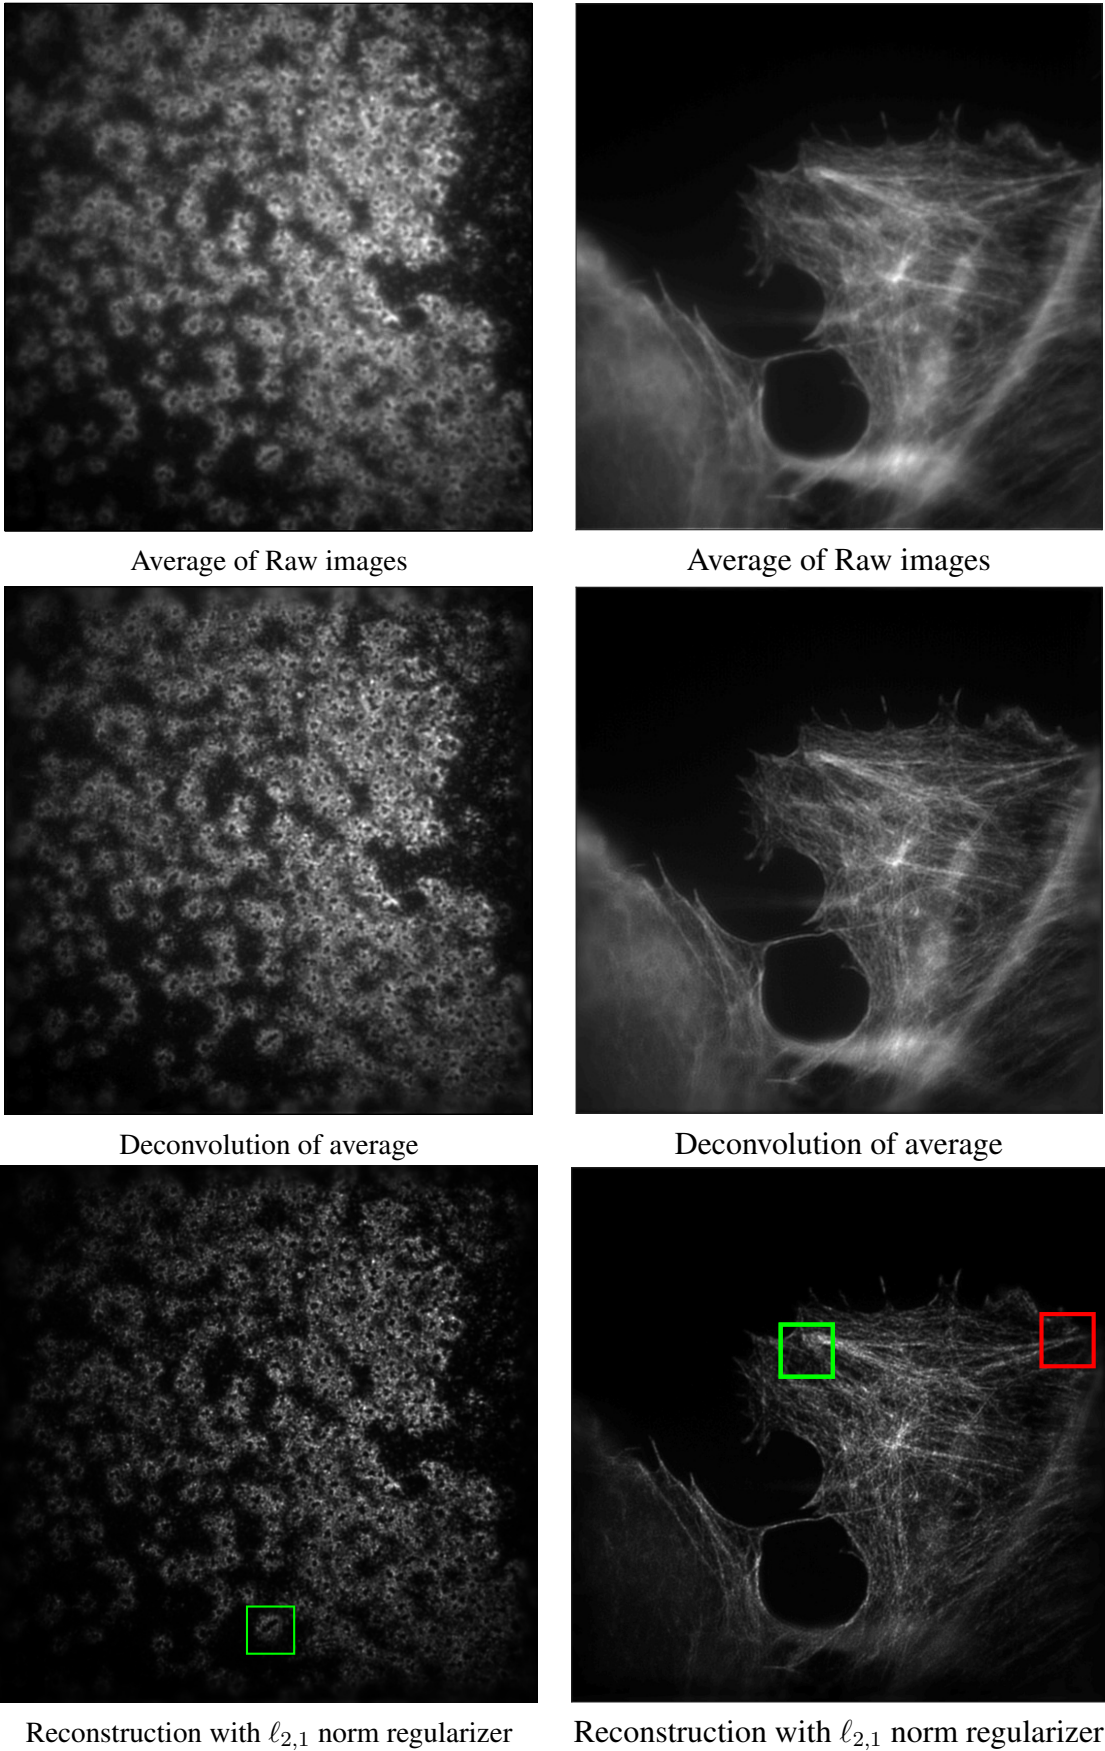 Average of Raw images
Average of Raw images
Deconvolution of average
Deconvolution of average
Reconstruction with ℓ2,1 norm regularizer
Reconstruction with ℓ2,1 norm regularizer